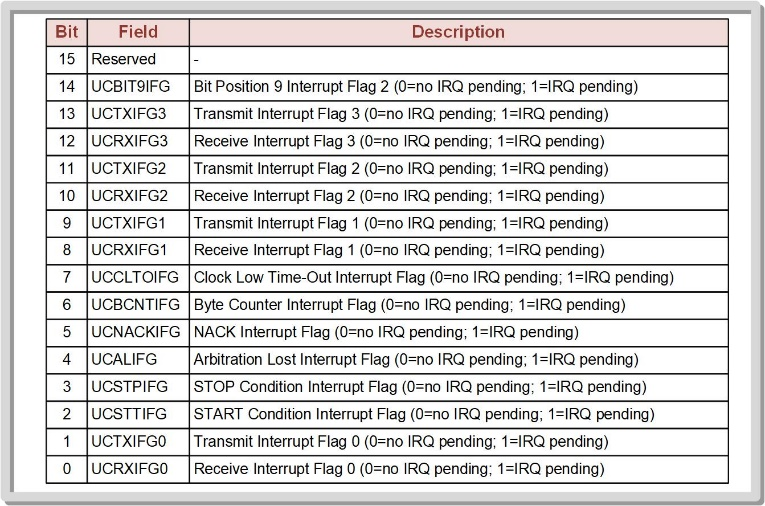 Bit Field Description
15 Reserved -
14 UCBIT9IFG Bit Position 9 Interrupt Flag 2 (0=no IRQ pending; 1=IRQ pending)
13 UCTXIFG3 Transmit Interrupt Flag 3 (0=no IRQ pending; 1=IRQ pending)
12 UCRXIFG3 Receive Interrupt Flag 3 (0=no IRQ pending; 1=IRQ pending)
11 UCTXIFG2 Transmit Interrupt Flag 2 (0=no IRQ pending; 1=IRQ pending)
10 UCRXIFG2 Receive Interrupt Flag 2 (0=no IRQ pending; 1=IRQ pending)
9 UCTXIFG1 Transmit Interrupt Flag 1 (0=no IRQ pending; 1=IRQ pending)
8 UCRXIFG1 Receive Interrupt Flag 1 (0=no IRQ pending; 1=IRQ pending)
7 UCCLTOIFG Clock Low Time-Out Interrupt Flag (0=no IRQ pending; 1=IRQ pending)
6 UCBCNTIFG Byte Counter Interrupt Flag (0=no IRQ pending; 1=IRQ pending)
5 UCNACKIFG NACK Interrupt Flag (0=no IRQ pending; 1=IRQ pending)
4 UCALIFG Arbitration Lost Interrupt Flag (0=no IRQ pending; 1=IRQ pending)
3 UCSTPIFG STOP Condition Interrupt Flag (0=no IRQ pending; 1=IRQ pending)
2 UCSTTIFG START Condition Interrupt Flag (0=no IRQ pending; 1=IRQ pending)
1 UCTXIFG0 Transmit Interrupt Flag 0 (0=no IRQ pending; 1=IRQ pending)
0 UCRXIFG0 Receive Interrupt Flag 0 (0=no IRQ pending; 1=IRQ pending)